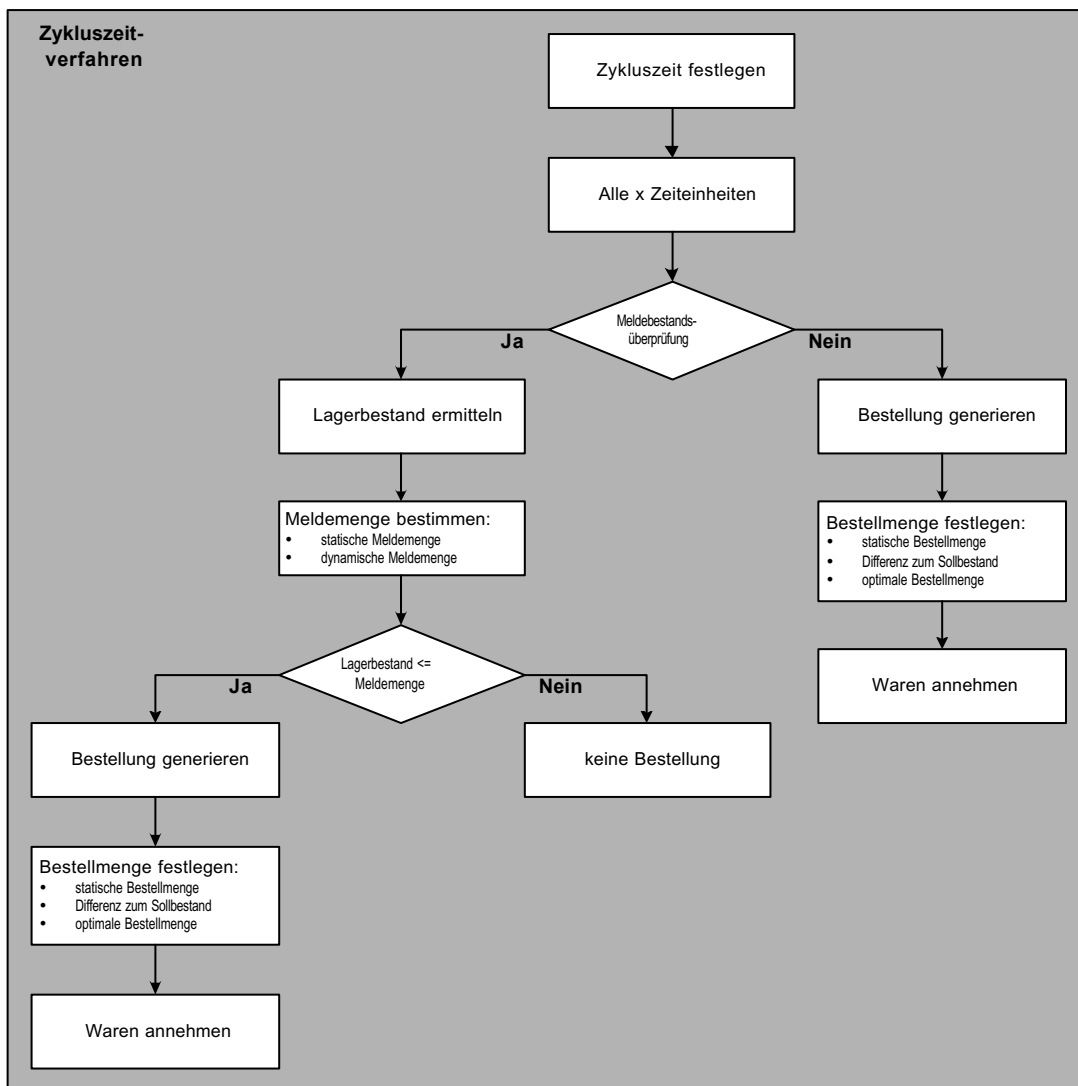 Zykluszeit-
verfahren
Zykluszeit festlegen
Alle x Zeiteinheiten
Meldebestands-
überprüfung
Ja
Nein
Lagerbestand ermitteln
Bestellung generieren
Meldemenge bestimmen:
• statische Meldemenge
• dynamische Meldemenge
Bestellmenge festlegen:
• statische Bestellmenge
• Differenz zum Sollbestand
• optimale Bestellmenge
Lagerbestand <=
Meldemenge
Ja
Nein
Waren annehmen
Bestellung generieren
keine Bestellung
Bestellmenge festlegen:
• statische Bestellmenge
• Differenz zum Sollbestand
• optimale Bestellmenge
Waren annehmen